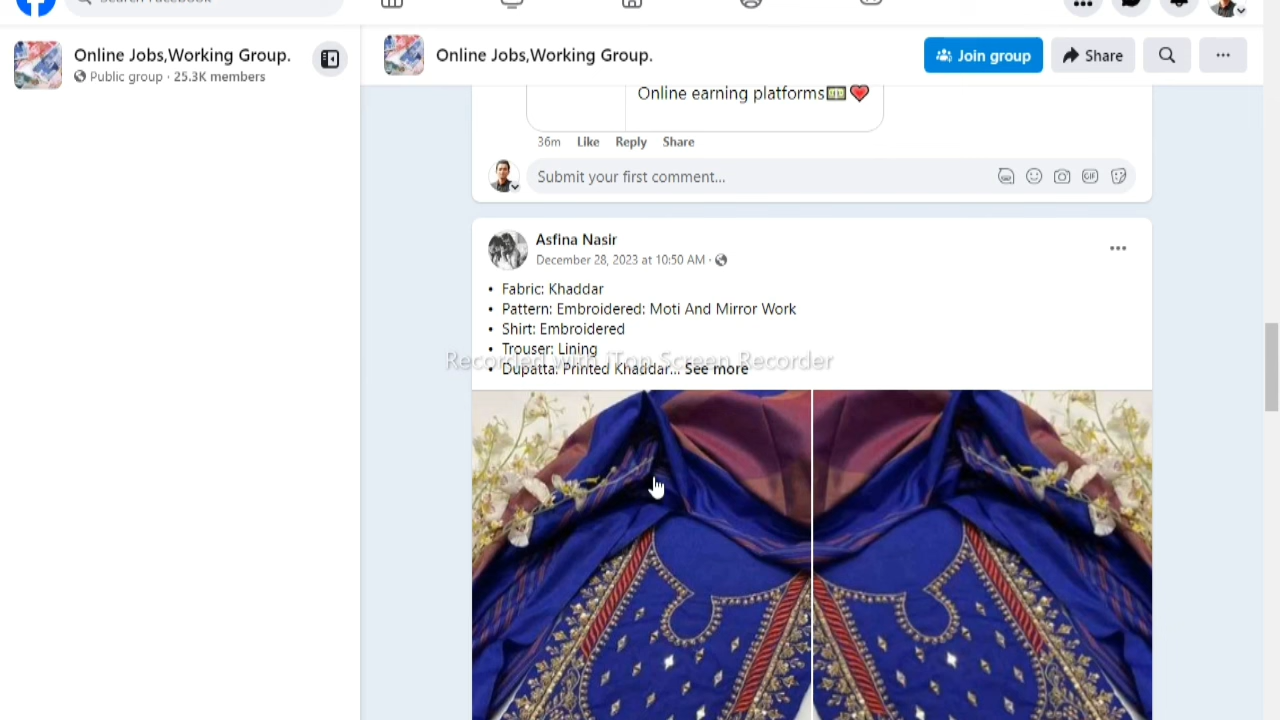 Search Facebook
Online Jobs,Working Group.
Public group · 25.3K members
Online Jobs,Working Group.
Join group
Share
Online earning platforms💵❤️
36m Like Reply Share
Submit your first comment...
GIF
Asfina Nasir
December 28, 2023 at 10:50 AM ·
• Fabric: Khaddar
• Pattern: Embroidered: Moti And Mirror Work
• Shirt: Embroidered
• Trouser: Lining
Recorded with iTop Screen Recorder
• Dupatta: Printed Khaddar... See more